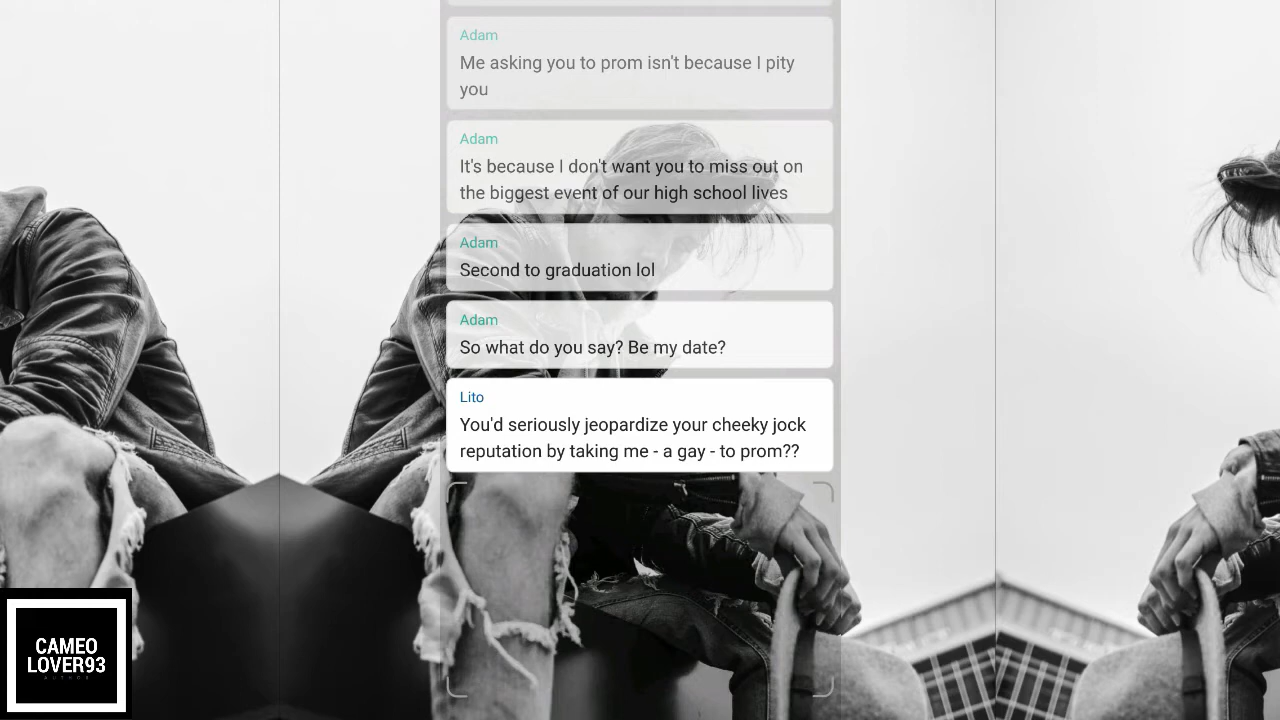 Adam
Me asking you to prom isn't because I pity
you
Adam
It's because I don't want you to miss out on
the biggest event of our high school lives
Adam
Second to graduation lol
Adam
So what do you say? Be my date?
Lito
You'd seriously jeopardize your cheeky jock
reputation by taking me - a gay - to prom??
CAMEO
LOVER93
AUTHOR